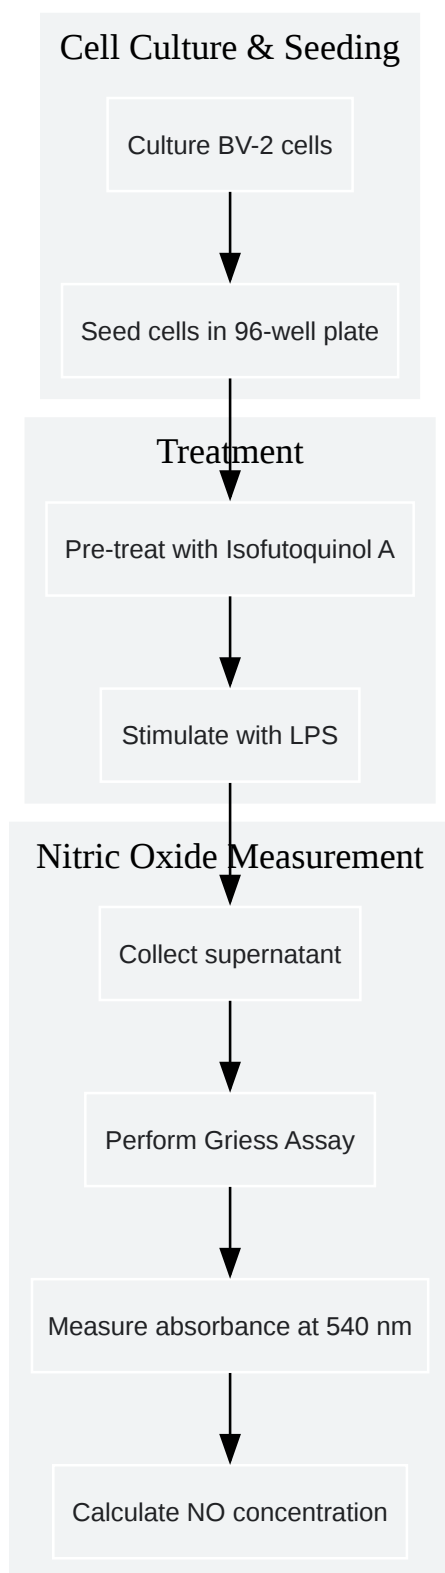 Cell Culture & Seeding
Culture BV-2 cells
Seed cells in 96-well plate
Treatment
Pre-treat with Isofutoquinol A
Stimulate with LPS
Nitric Oxide Measurement
Collect supernatant
Perform Griess Assay
Measure absorbance at 540 nm
Calculate NO concentration